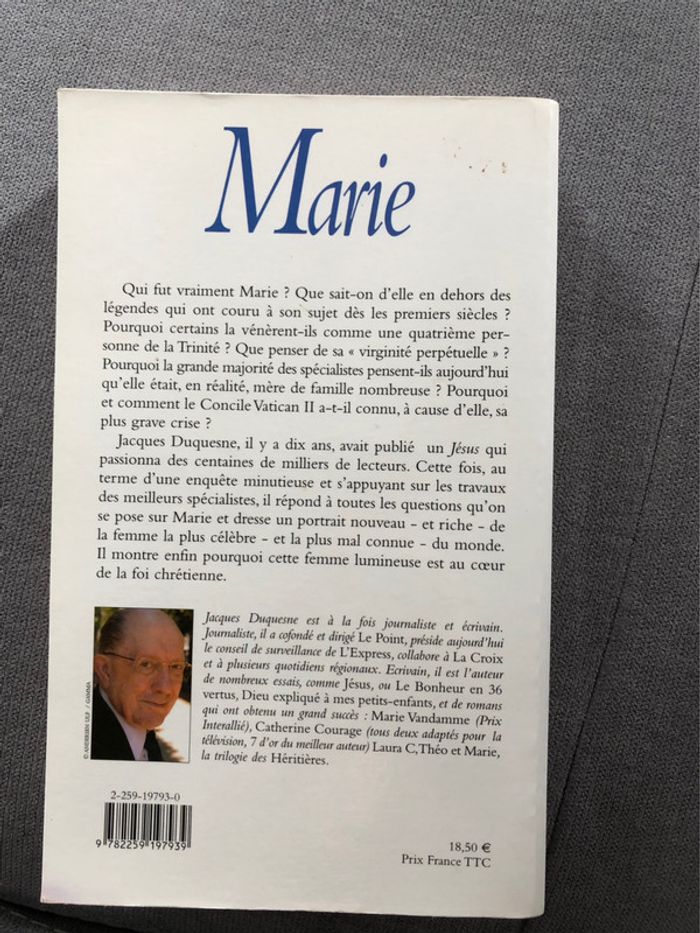 Marie
Qui fut vraiment Marie ? Que sait-on d'elle en dehors des
légendes qui ont couru à son sujet dès les premiers siècles ?
Pourquoi certains la vénèrent-ils comme une quatrième per-
sonne de la Trinité ? Que penser de sa « virginité perpétuelle » ?
Pourquoi la grande majorité des spécialistes pensent-ils aujourd'hui
qu'elle était, en réalité, mère de famille nombreuse ? Pourquoi
et comment le Concile Vatican II a-t-il connu, à cause d'elle, sa
plus grave crise ?
Jacques Duquesne, il y a dix ans, avait publié un Jésus qui
passionna des centaines de milliers de lecteurs. Cette fois, au
terme d'une enquête minutieuse et s'appuyant sur les travaux
des meilleurs spécialistes, il répond à toutes les questions qu'on
se pose sur Marie et dresse un portrait nouveau - et riche - de
la femme la plus célèbre - et la plus mal connue - du monde.
Il montre enfin pourquoi cette femme lumineuse est au cœur
de la foi chrétienne.
Jacques Duquesne est à la fois journaliste et écrivain.
Journaliste, il a cofondé et dirigé Le Point, préside aujourd'hui
le conseil de surveillance de L'Express, collabore à La Croix
et à plusieurs quotidiens régionaux. Ecrivain, il est l'auteur
de nombreux essais, comme Jésus, ou Le Bonheur en 36
vertus, Dieu expliqué à mes petits-enfants, et de romans
qui ont obtenu un grand succès : Marie Vandamme (Prix
Interallié), Catherine Courage (tous deux adaptés pour la
télévision, 7 d'or du meilleur auteur) Laura C, Théo et Marie,
la trilogie des Héritières.
© ANDERSEN ULF / GAMMA
2-259-19793-0
9 782259 197939
18,50 €
Prix France TTC